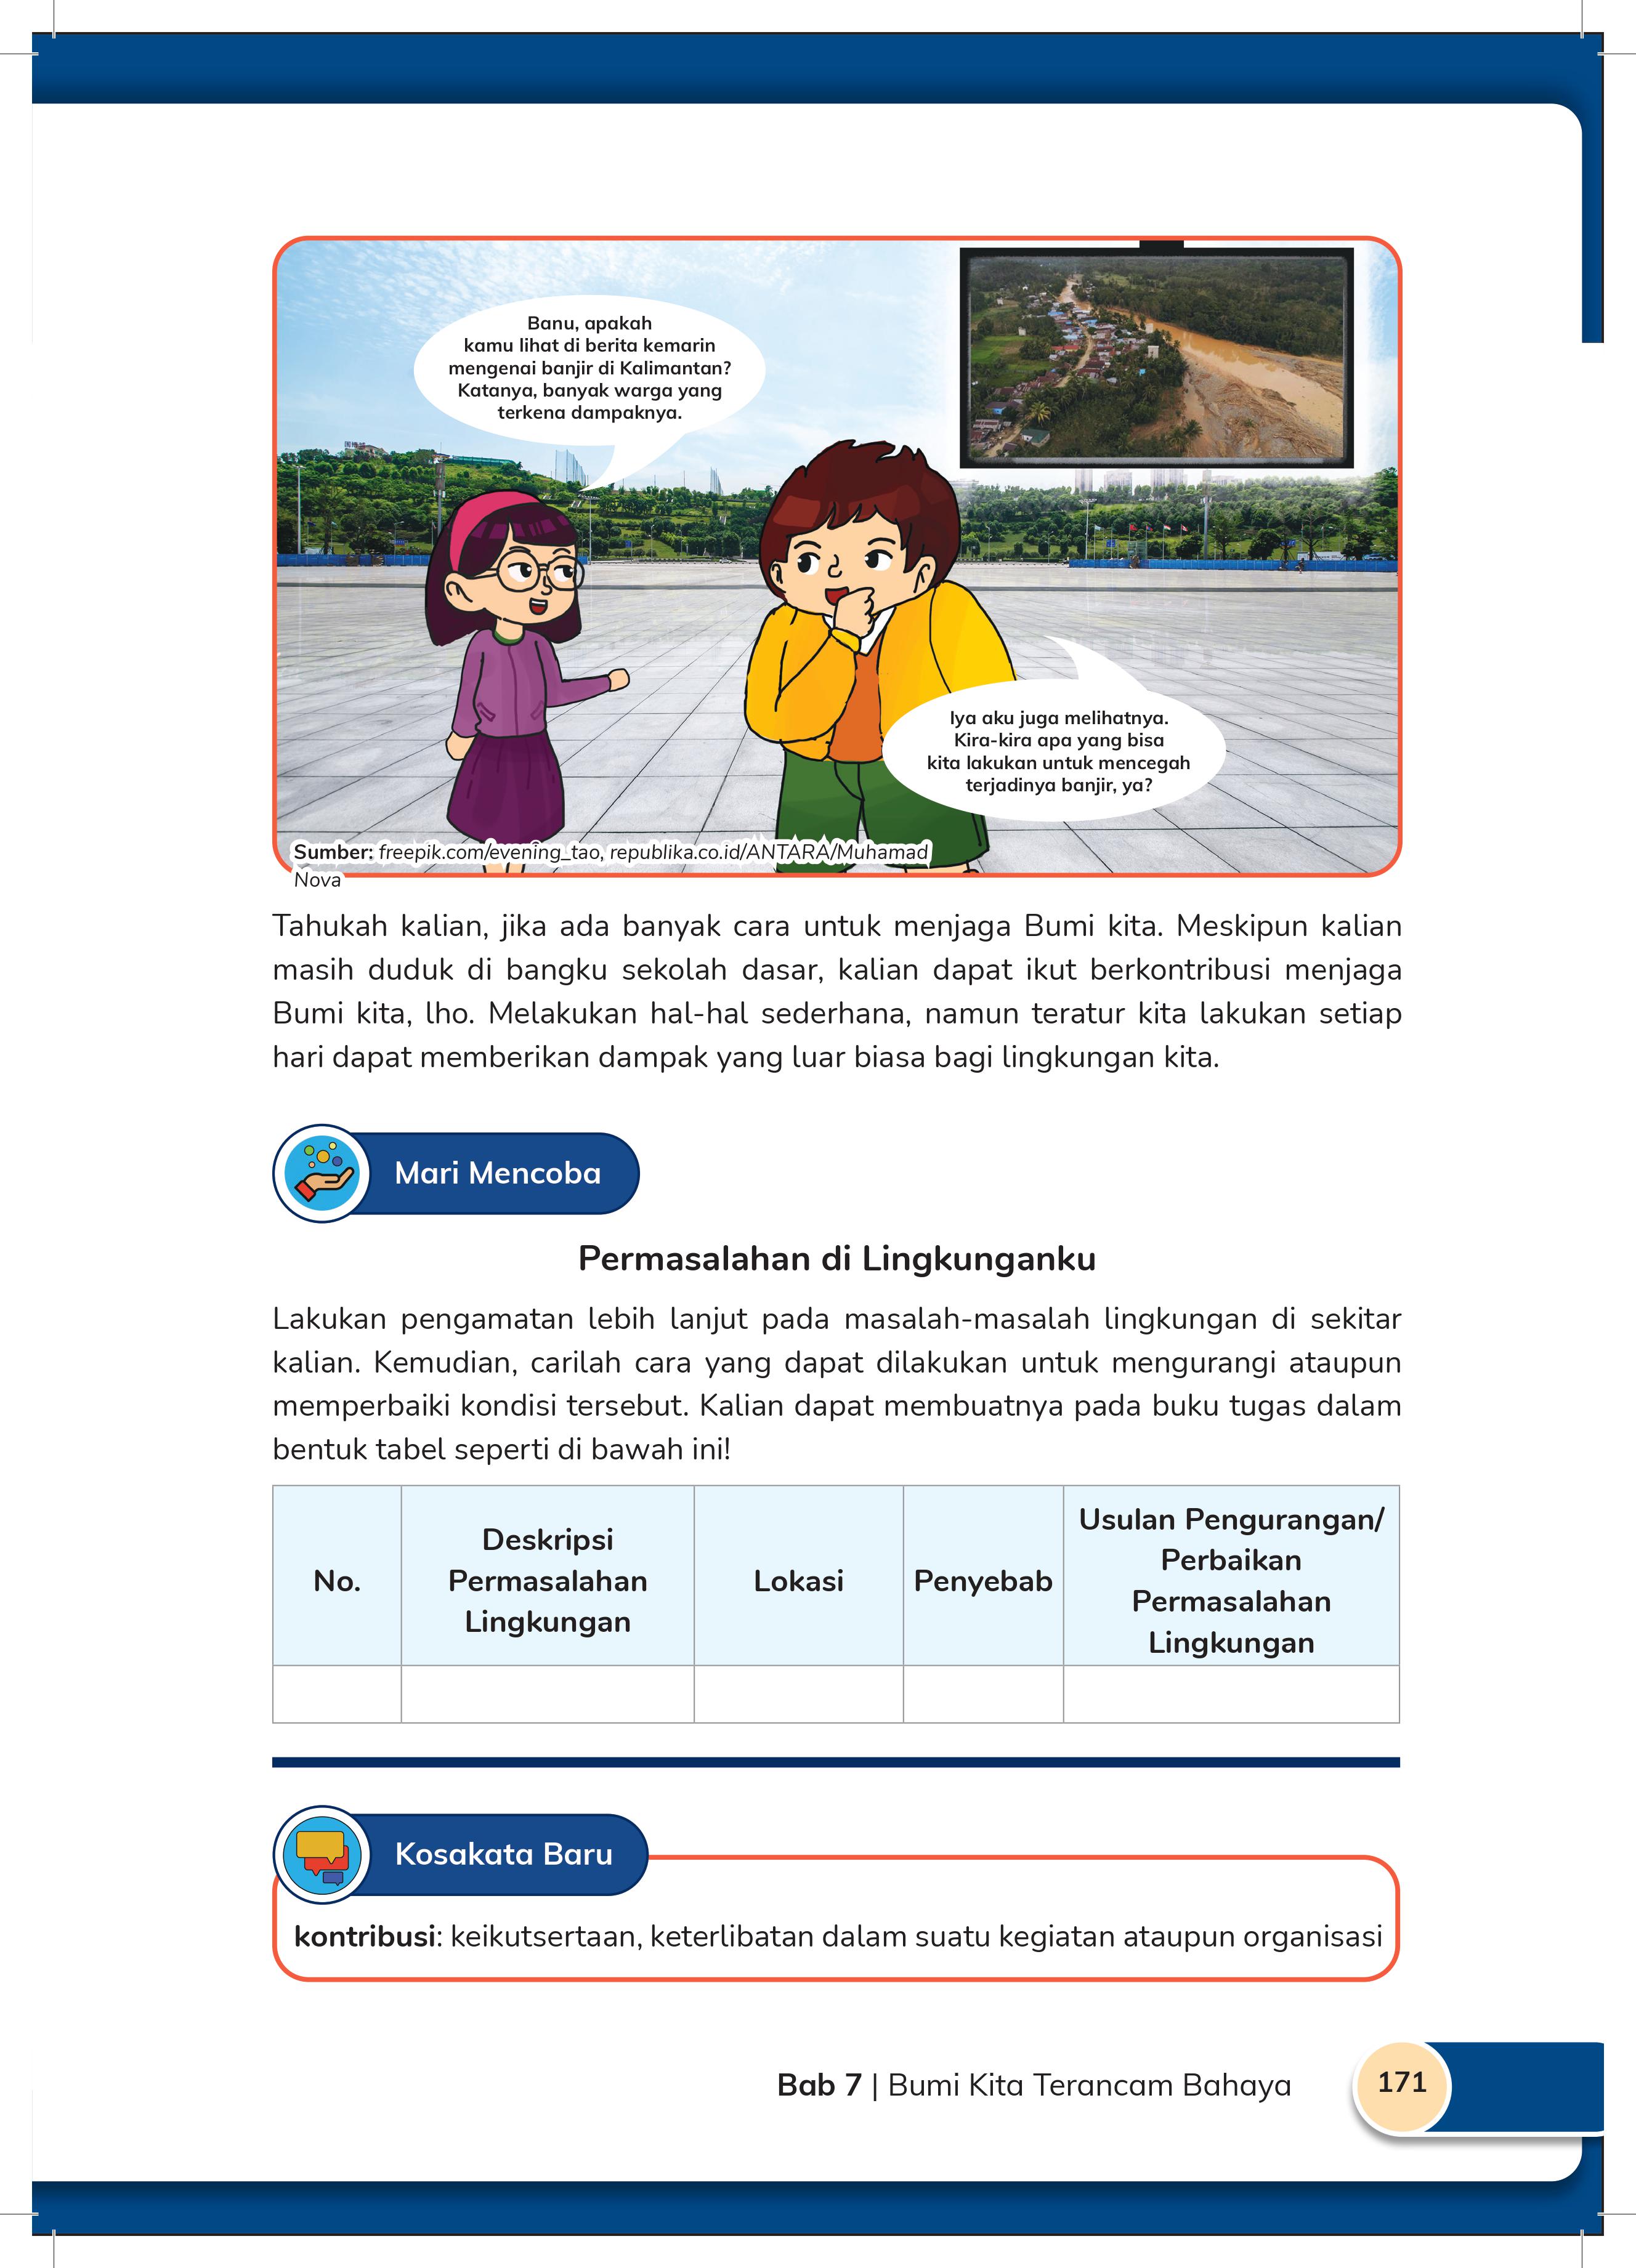 Banu, apakah
kamu lihat di berita kemarin
mengenai banjir di Kalimantan?
Katanya, banyak warga yang
terkena dampaknya.
Iya aku juga melihatnya.
Kira-kira apa yang bisa
kita lakukan untuk mencegah
terjadinya banjir, ya?
Sumber: freepik.com/evening_tao, republika.co.id/ANTARA/Muhamad
Nova
Tahukah kalian, jika ada banyak cara untuk menjaga Bumi kita. Meskipun kalian
masih duduk di bangku sekolah dasar, kalian dapat ikut berkontribusi menjaga
Bumi kita, lho. Melakukan hal-hal sederhana, namun teratur kita lakukan setiap
hari dapat memberikan dampak yang luar biasa bagi lingkungan kita.
Mari Mencoba
Permasalahan di Lingkunganku
Lakukan pengamatan lebih lanjut pada masalah-masalah lingkungan di sekitar
kalian. Kemudian, carilah cara yang dapat dilakukan untuk mengurangi ataupun
memperbaiki kondisi tersebut. Kalian dapat membuatnya pada buku tugas dalam
bentuk tabel seperti di bawah ini!
No.
Deskripsi
Permasalahan
Lingkungan
Lokasi
Penyebab
Usulan Pengurangan/
Perbaikan
Permasalahan
Lingkungan
Kosakata Baru
kontribusi: keikutsertaan, keterlibatan dalam suatu kegiatan ataupun organisasi
Bab 7 | Bumi Kita Terancam Bahaya
171